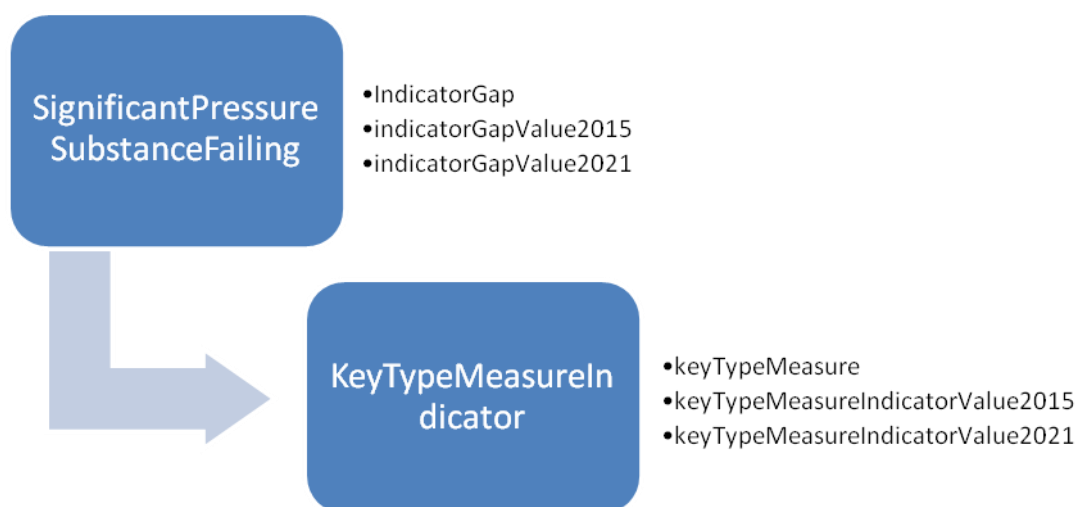 SignificantPressure
SubstanceFailing
•IndicatorGap
•indicatorGapValue2015
•indicatorGapValue2021
KeyTypeMeasureIn
dicator
•keyTypeMeasure
•keyTypeMeasureIndicatorValue2015
•keyTypeMeasureIndicatorValue2021